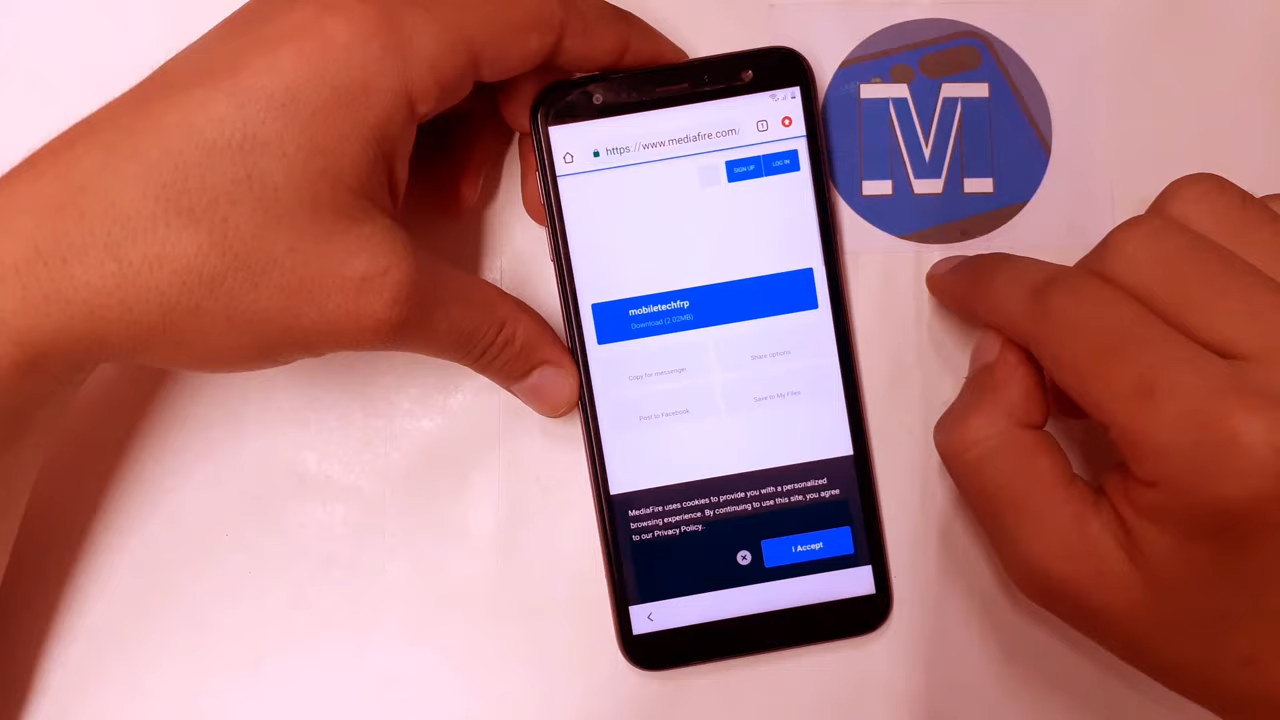 https://www.mediafire.com/
1
SIGN UP
LOG IN
mobiletechfrp
Download (2.02MB)
Copy for messenger
Share options
Post to Facebook
Save to My Files
MediaFire uses cookies to provide you with a personalized
browsing experience. By continuing to use this site, you agree
to our Privacy Policy..
I Accept
M